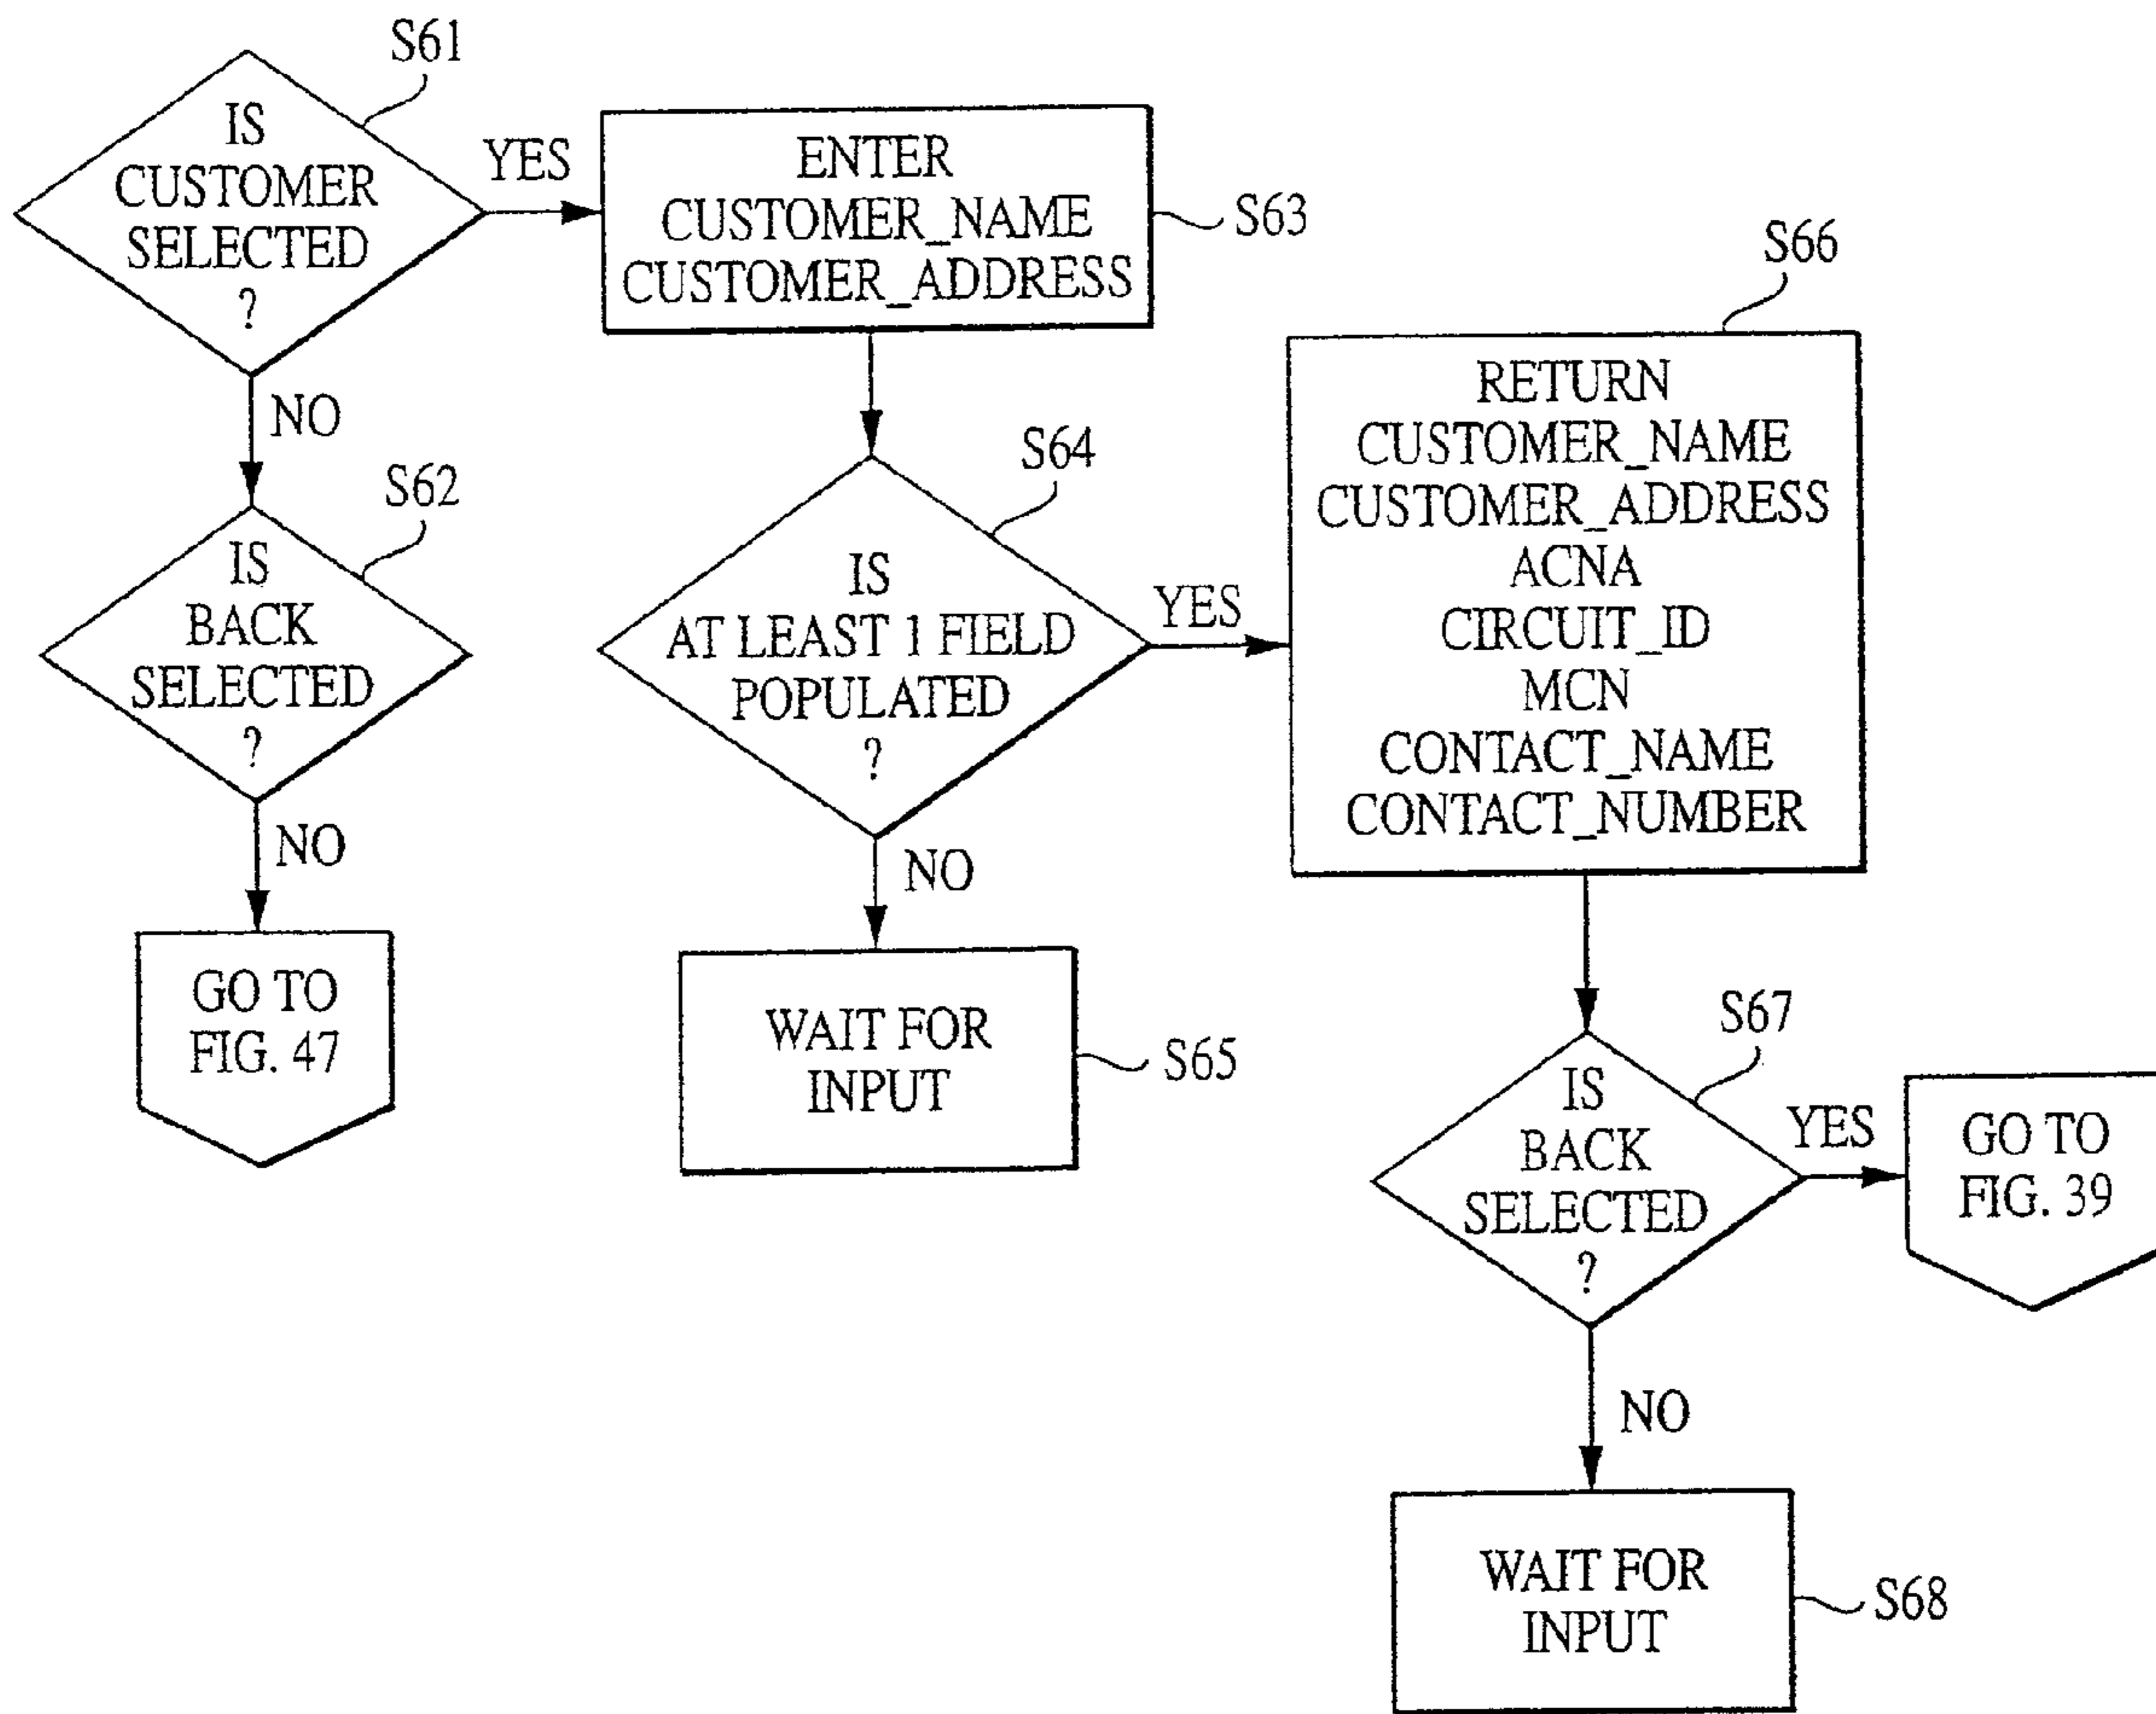 S61
IS
CUSTOMER
SELECTED
?
YES
NO
ENTER
CUSTOMER_NAME
CUSTOMER_ADDRESS
S63
S62
IS
BACK
SELECTED
?
NO
GO TO
FIG. 47
S64
IS
AT LEAST 1 FIELD
POPULATED
?
YES
NO
WAIT FOR
INPUT
S65
S66
RETURN
CUSTOMER_NAME
CUSTOMER_ADDRESS
ACNA
CIRCUIT_ID
MCN
CONTACT_NAME
CONTACT_NUMBER
S67
IS
BACK
SELECTED
?
YES
GO TO
FIG. 39
NO
WAIT FOR
INPUT
S68